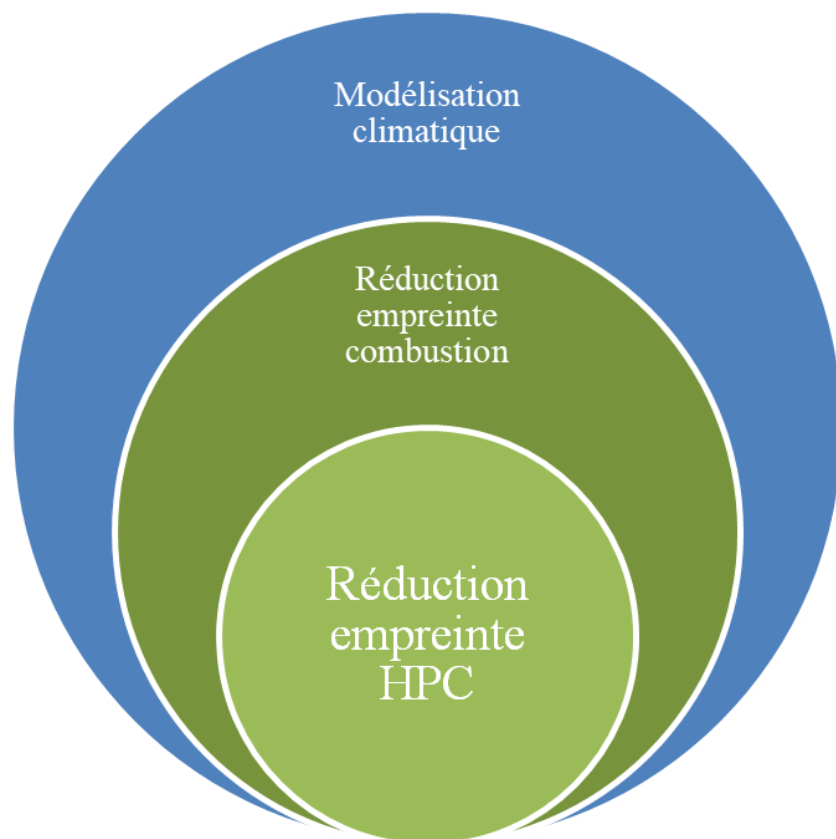 Modélisation
climatique
Réduction
empreinte
combustion
Réduction
empreinte
HPC